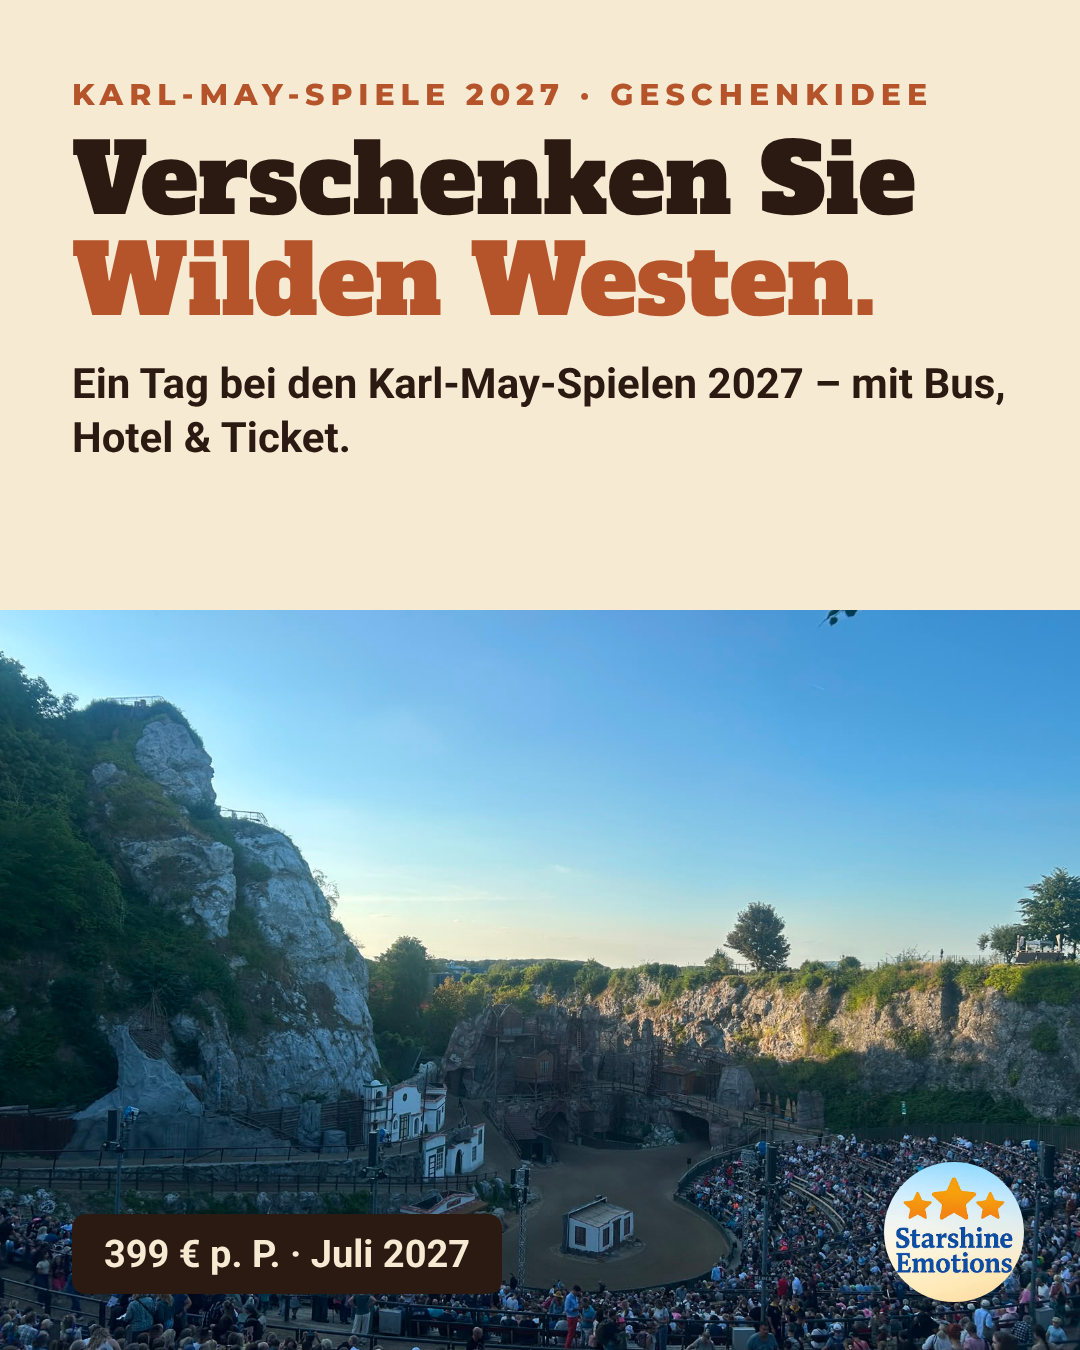 KARL-MAY-SPIELE 2027 · GESCHENKIDEE
Verschenken Sie
Wilden Westen.
Ein Tag bei den Karl-May-Spielen 2027 – mit Bus,
Hotel & Ticket.
399 € p. P. · Juli 2027
Starshine
Emotions